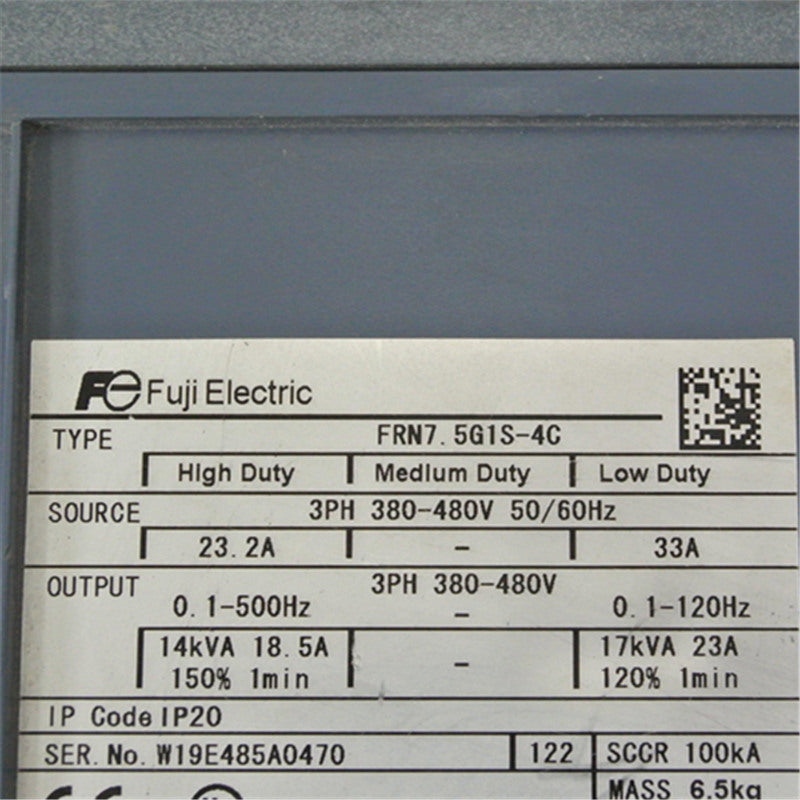 Fe Fuji Electric
TYPE FRN7.5G1S-4C
High Duty Medium Duty Low Duty
SOURCE 3PH 380-480V 50/60Hz
23.2A - 33A
OUTPUT 3PH 380-480V
0.1-500Hz - 0.1-120Hz
14kVA 18.5A - 17kVA 23A
150% 1min 120% 1min
IP Code IP20
SER.No. W19E485A0470 122 SCCR 100kA
MASS 6.5kg